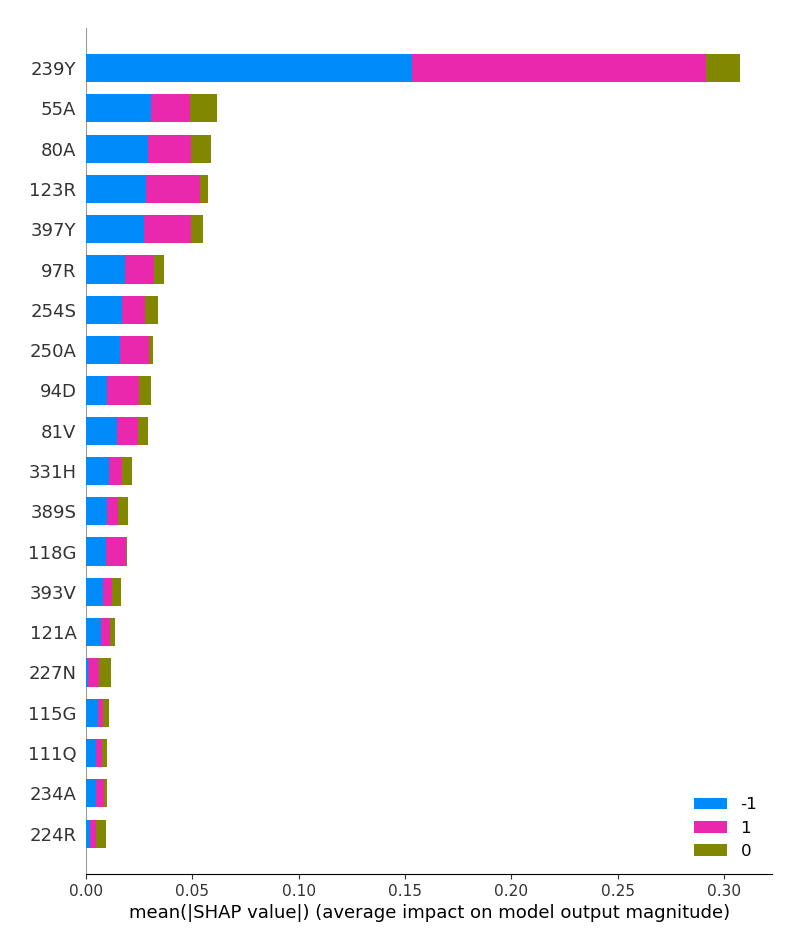 239Y
55A
80A
123R
397Y
97R
254S
250A
94D
81V
331H
389S
118G
393V
121A
227N
115G
111Q
234A
224R
-1
1
0
0.00 0.05 0.10 0.15 0.20 0.25 0.30
mean(|SHAP value|) (average impact on model output magnitude)